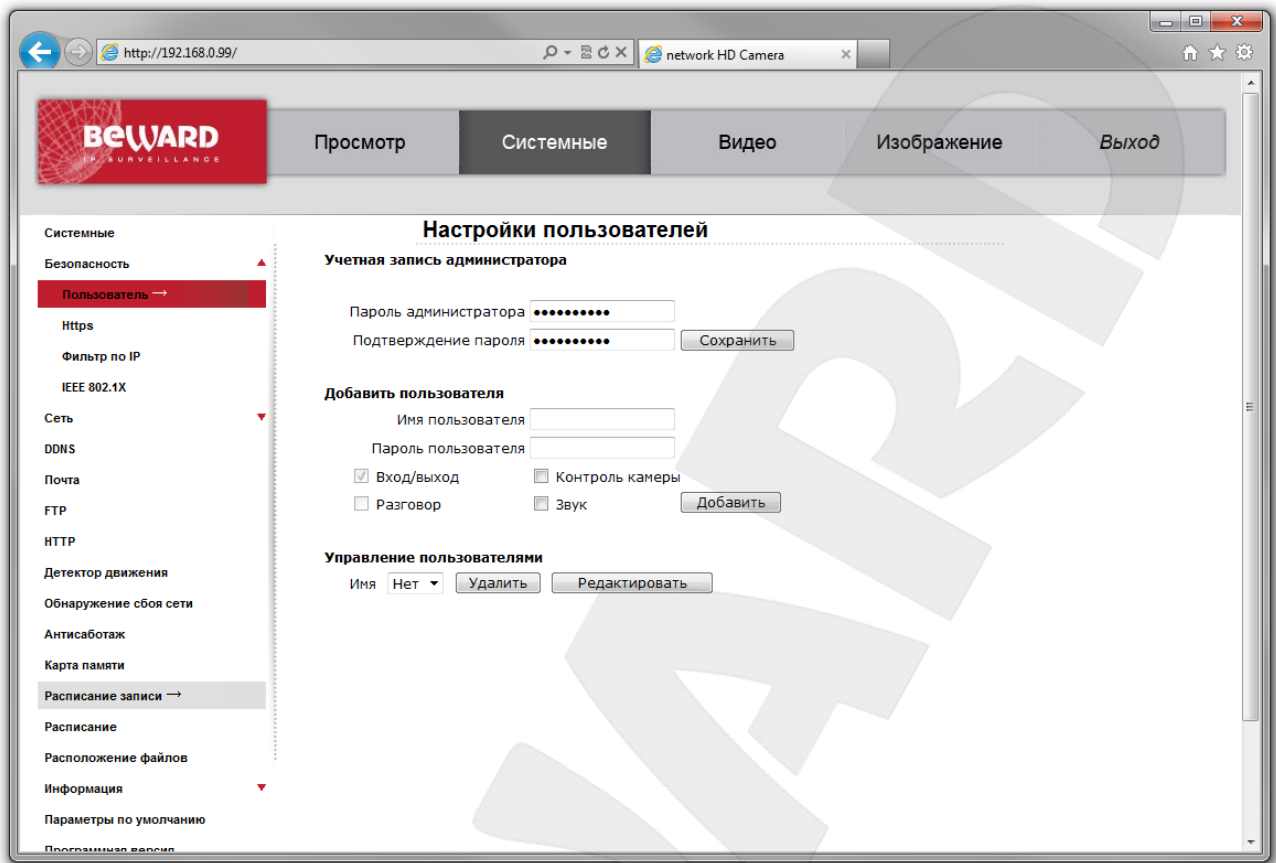 http://192.168.0.99/
network HD Camera
BEWARD
IP SURVEILLANCE
Просмотр
Системные
Видео
Изображение
Выход
Системные
Безопасность
Пользователь →
Https
Фильтр по IP
IEEE 802.1X
Сеть
DDNS
Почта
FTP
HTTP
Детектор движения
Обнаружение сбоя сети
Антисаботаж
Карта памяти
Расписание записи →
Расписание
Расположение файлов
Информация
Параметры по умолчанию
Программная версия
Настройки пользователей
Учетная запись администратора
Пароль администратора ••••••••••
Подтверждение пароля •••••••••• Сохранить
Добавить пользователя
Имя пользователя
Пароль пользователя
Вход/выход Контроль камеры
Разговор Звук Добавить
Управление пользователями
Имя Нет Удалить Редактировать